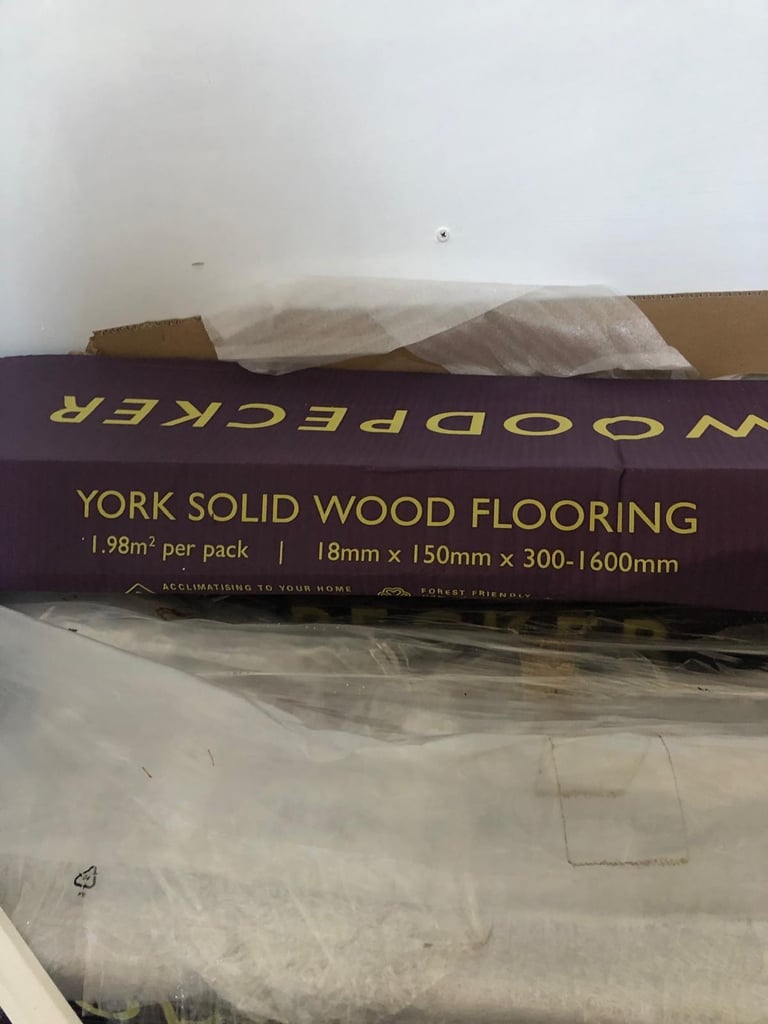 WOODPECKER
YORK SOLID WOOD FLOORING
1.98m² per pack | 18mm x 150mm x 300-1600mm
ACCLIMATISING TO YOUR HOME
FOREST FRIENDLY